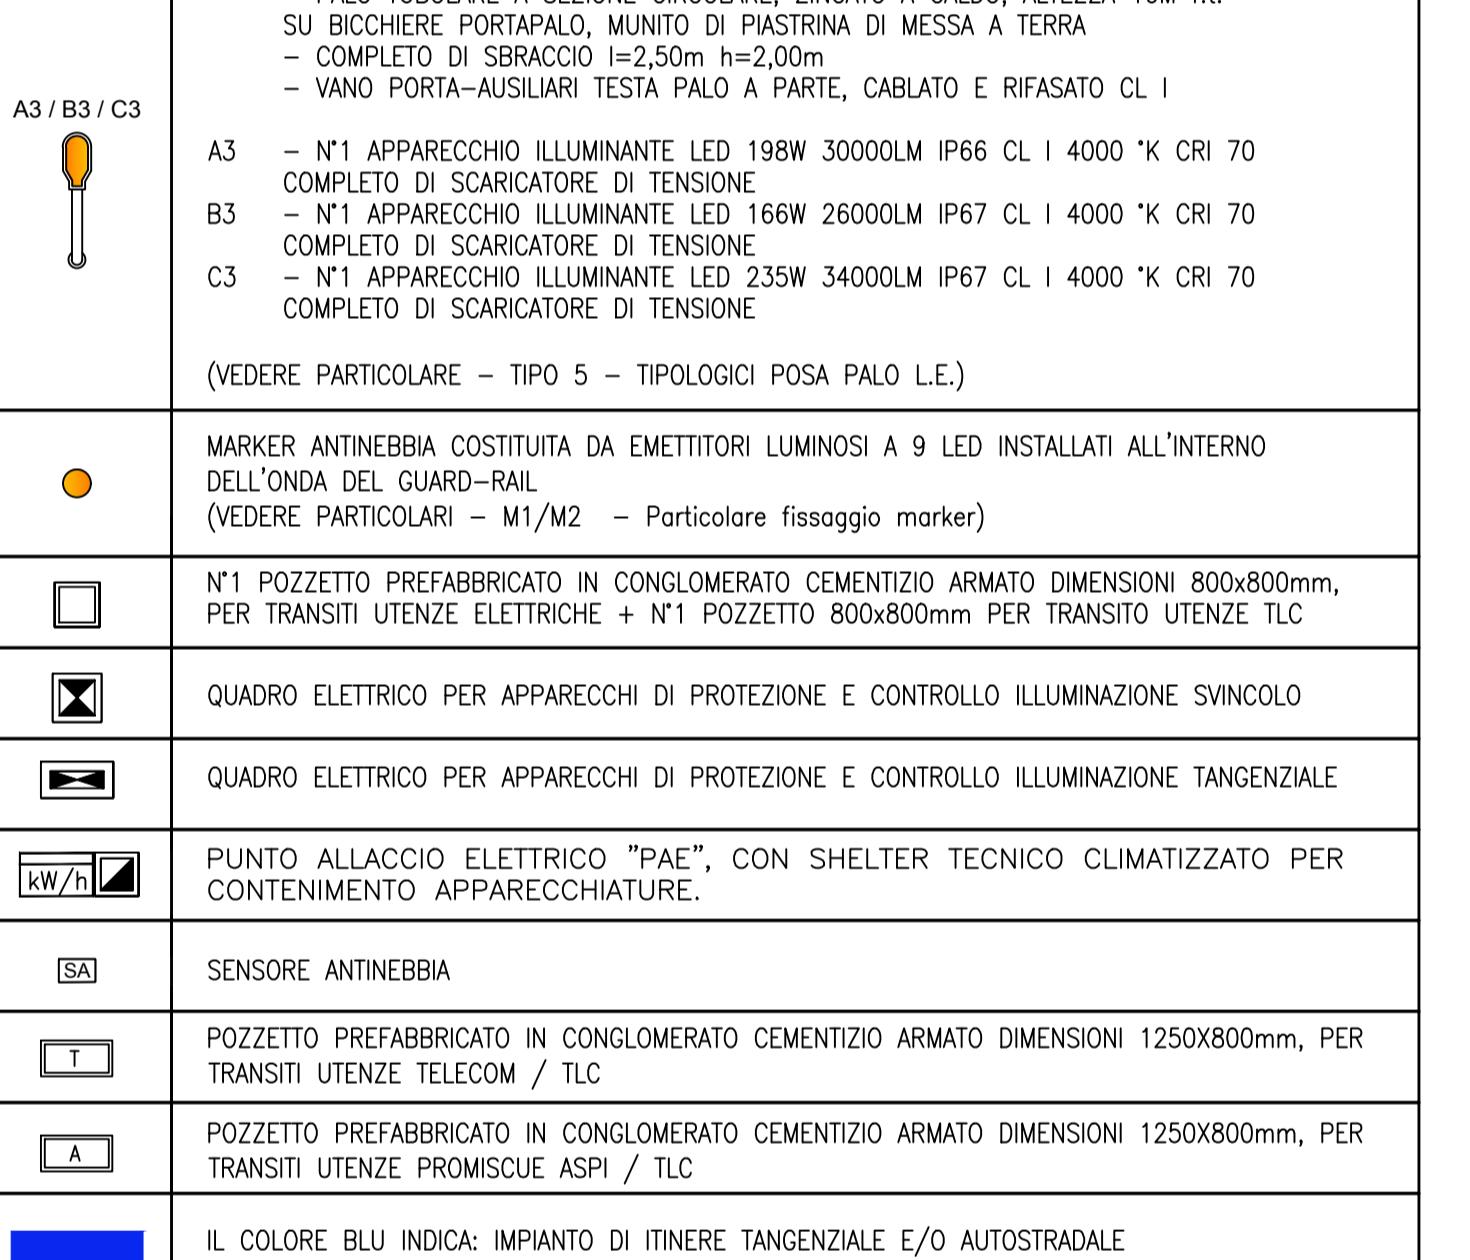 SU BICCHIERE PORTAPALO, MUNITO DI PIASTRINA DI MESSA A TERRA
– COMPLETO DI SBRACCIO l=2,50m h=2,00m
– VANO PORTA–AUSILIARI TESTA PALO A PARTE, CABLATO E RIFASATO CL I
A3 / B3 / C3
A3 – N°1 APPARECCHIO ILLUMINANTE LED 198W 30000LM IP66 CL I 4000 °K CRI 70
COMPLETO DI SCARICATORE DI TENSIONE
B3 – N°1 APPARECCHIO ILLUMINANTE LED 166W 26000LM IP67 CL I 4000 °K CRI 70
COMPLETO DI SCARICATORE DI TENSIONE
C3 – N°1 APPARECCHIO ILLUMINANTE LED 235W 34000LM IP67 CL I 4000 °K CRI 70
COMPLETO DI SCARICATORE DI TENSIONE
(VEDERE PARTICOLARE – TIPO 5 – TIPOLOGICI POSA PALO L.E.)
MARKER ANTINEBBIA COSTITUITA DA EMETTITORI LUMINOSI A 9 LED INSTALLATI ALL'INTERNO
DELL'ONDA DEL GUARD–RAIL
(VEDERE PARTICOLARI – M1/M2 – Particolare fissaggio marker)
N°1 POZZETTO PREFABBRICATO IN CONGLOMERATO CEMENTIZIO ARMATO DIMENSIONI 800x800mm,
PER TRANSITI UTENZE ELETTRICHE + N°1 POZZETTO 800x800mm PER TRANSITO UTENZE TLC
QUADRO ELETTRICO PER APPARECCHI DI PROTEZIONE E CONTROLLO ILLUMINAZIONE SVINCOLO
QUADRO ELETTRICO PER APPARECCHI DI PROTEZIONE E CONTROLLO ILLUMINAZIONE TANGENZIALE
kW/h
PUNTO ALLACCIO ELETTRICO "PAE", CON SHELTER TECNICO CLIMATIZZATO PER
CONTENIMENTO APPARECCHIATURE.
SA
SENSORE ANTINEBBIA
T
POZZETTO PREFABBRICATO IN CONGLOMERATO CEMENTIZIO ARMATO DIMENSIONI 1250X800mm, PER
TRANSITI UTENZE TELECOM / TLC
A
POZZETTO PREFABBRICATO IN CONGLOMERATO CEMENTIZIO ARMATO DIMENSIONI 1250X800mm, PER
TRANSITI UTENZE PROMISCUE ASPI / TLC
IL COLORE BLU INDICA: IMPIANTO DI ITINERE TANGENZIALE E/O AUTOSTRADALE